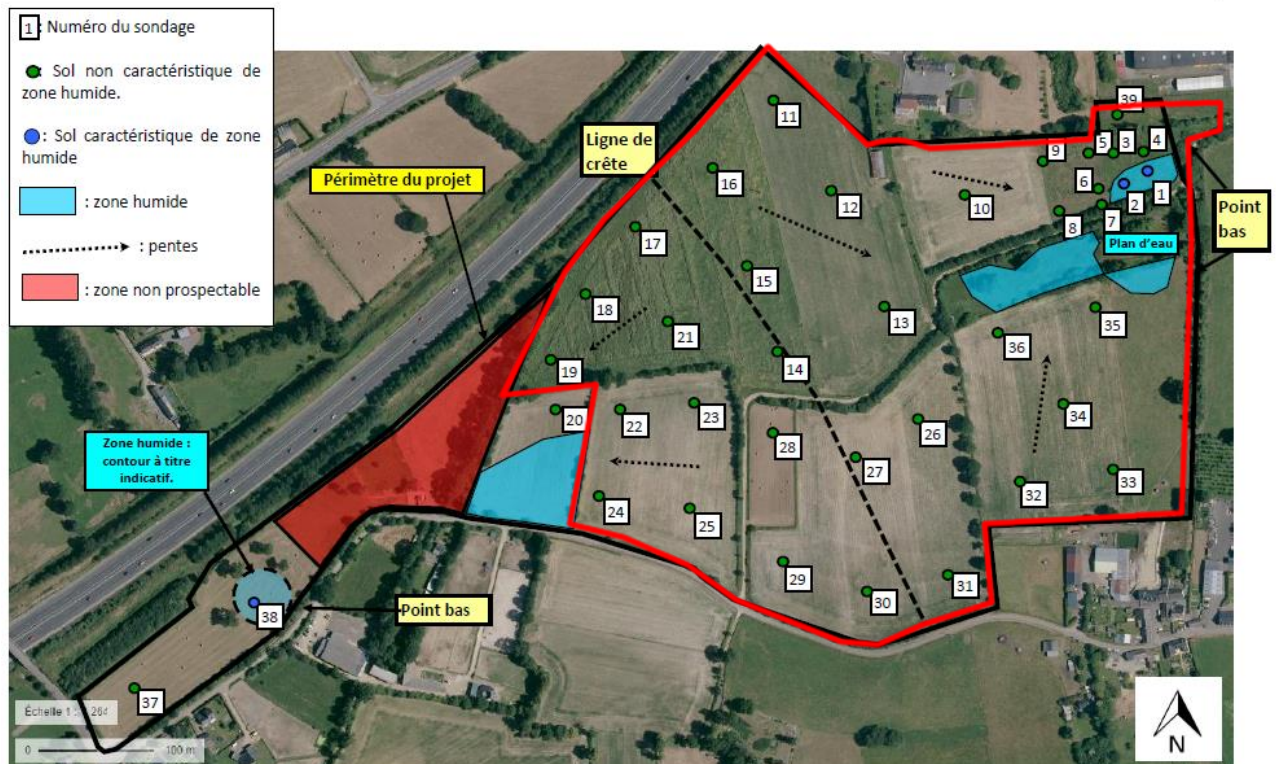 1 : Numéro du sondage
: Sol non caractéristique de
zone humide.
: Sol caractéristique de zone
humide
: zone humide
: pentes
: zone non prospectable
Périmètre du projet
Ligne de
crête
Point
bas
Plan d'eau
Zone humide :
contour à titre
indicatif.
Point bas
11
39
5
3
4
9
16
6
1
12
10
2
7
8
17
15
18
13
35
21
36
14
19
20
22
23
34
26
28
27
33
24
32
25
29
31
30
38
37
Échelle 1 :
264
0
100 m
N